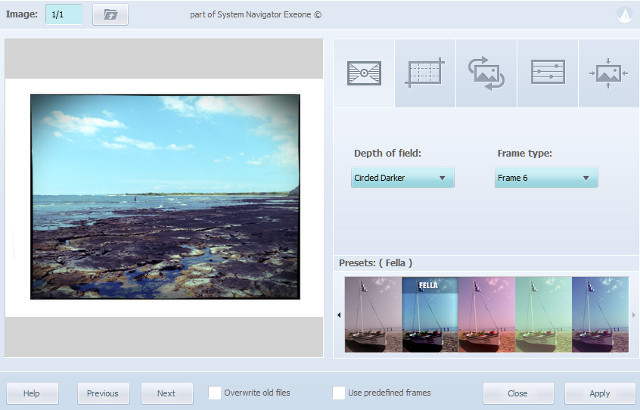 Image: 1/1 part of System Navigator Exeone ©
Depth of field: Frame type:
Circled Darker Frame 6
Presets: ( Fella )
FELLA
Help Previous Next Overwrite old files Use predefined frames Close Apply